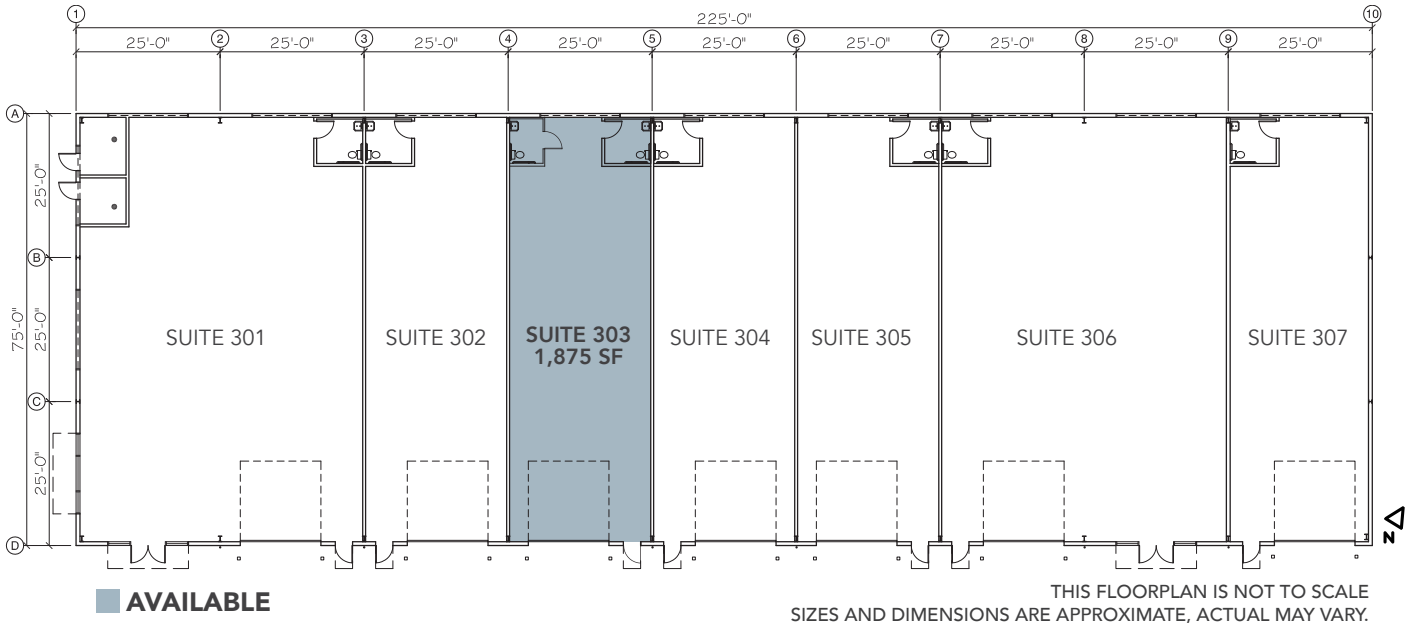 1
10
225'-0"
25'-0" 2 25'-0" 3 25'-0" 4 25'-0" 5 25'-0" 6 25'-0" 7 25'-0" 8 25'-0" 9 25'-0"
A
25'-0"
B
75'-0"
25'-0"
C
25'-0"
D
SUITE 301
SUITE 302
SUITE 303
1,875 SF
SUITE 304
SUITE 305
SUITE 306
SUITE 307
N
AVAILABLE
THIS FLOORPLAN IS NOT TO SCALE
SIZES AND DIMENSIONS ARE APPROXIMATE, ACTUAL MAY VARY.